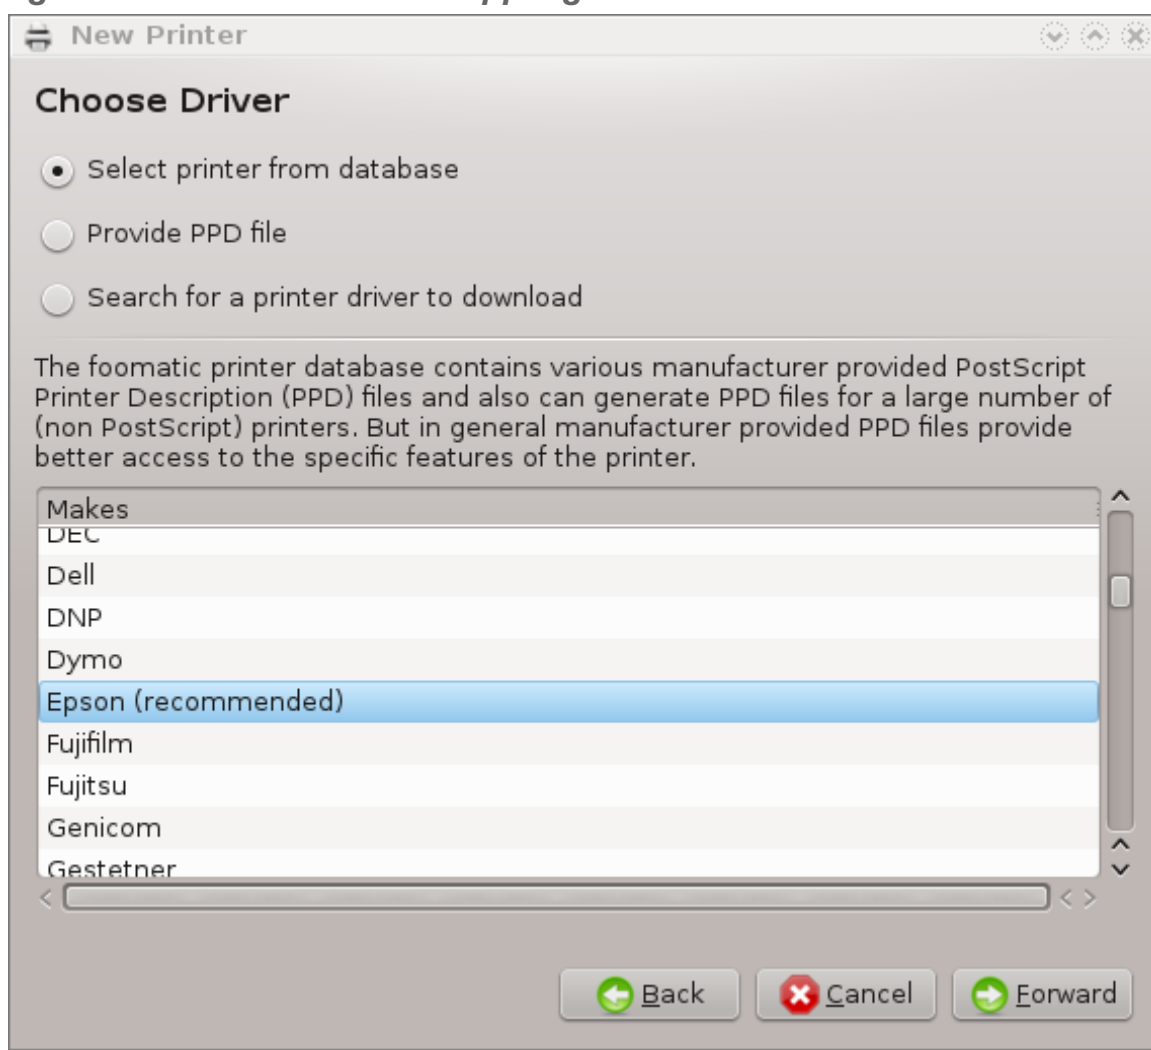 New Printer
Choose Driver
Select printer from database
Provide PPD file
Search for a printer driver to download
The foomatic printer database contains various manufacturer provided PostScript
Printer Description (PPD) files and also can generate PPD files for a large number of
(non PostScript) printers. But in general manufacturer provided PPD files provide
better access to the specific features of the printer.
Makes
DEC
Dell
DNP
Dymo
Epson (recommended)
Fujifilm
Fujitsu
Genicom
Gestetner
Back
Cancel
Forward